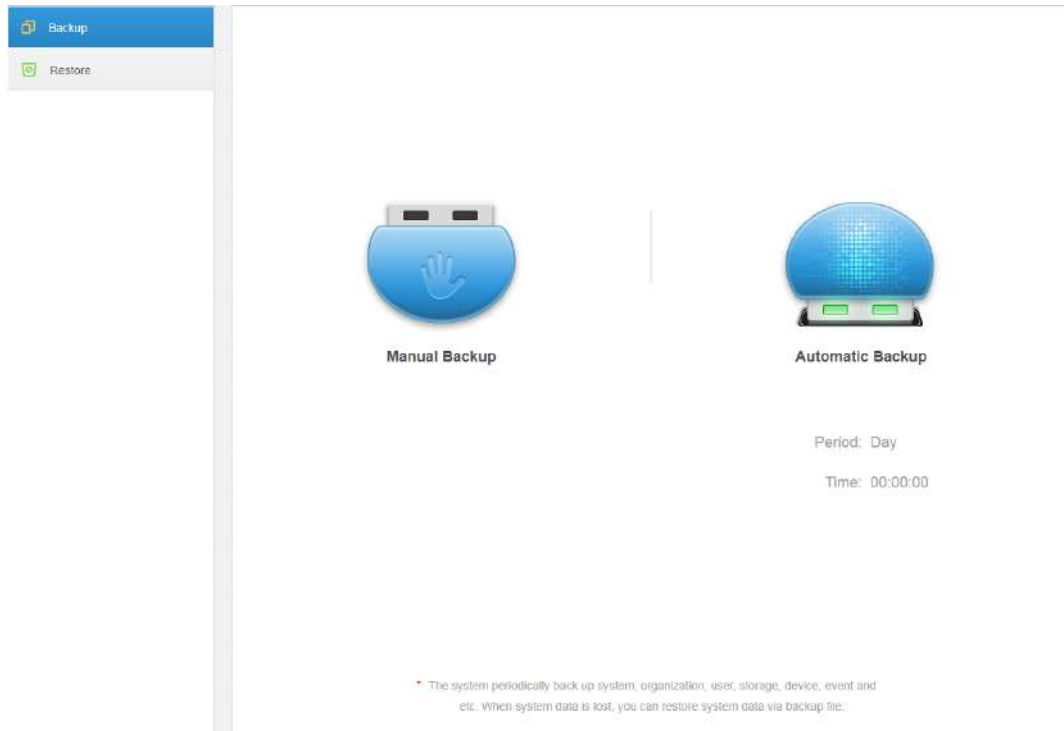 Backup
Restore
Manual Backup
Automatic Backup
Period: Day
Time: 00:00:00
* The system periodically back up system, organization, user, storage, device, event and
etc. When system data is lost, you can restore system data via backup file.